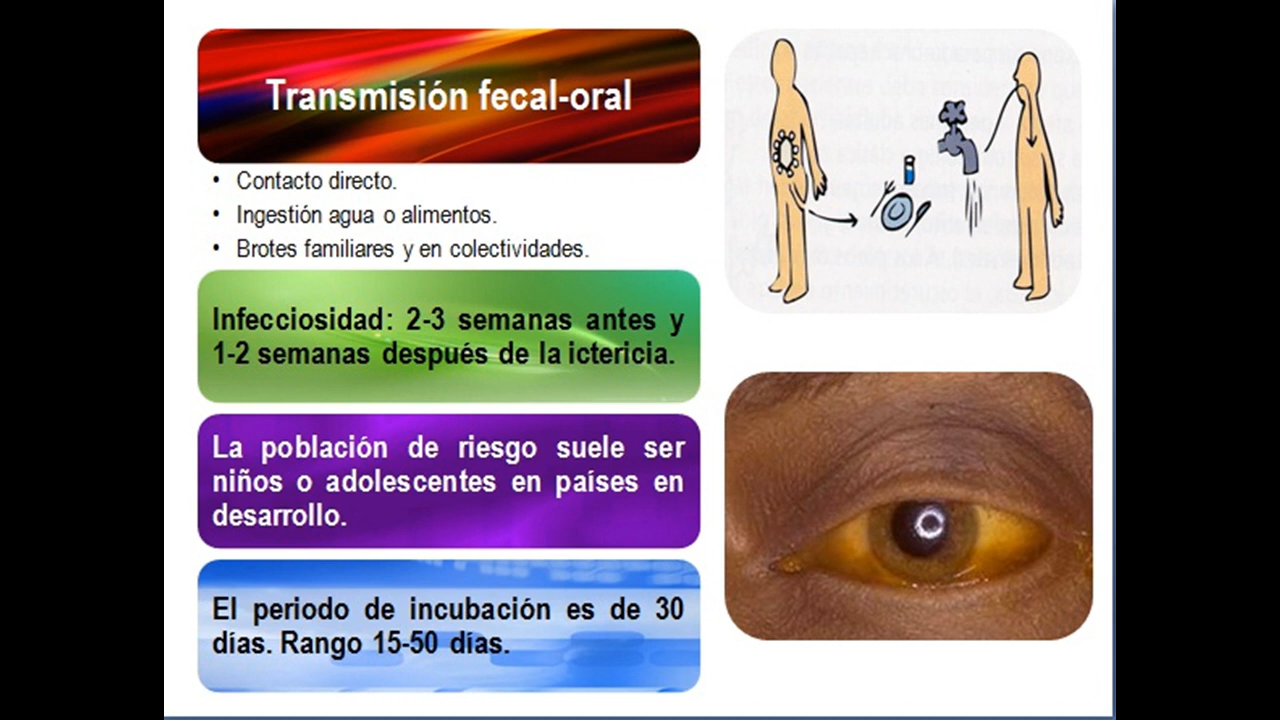 Transmisión fecal-oral
• Contacto directo.
• Ingestión agua o alimentos.
• Brotes familiares y en colectividades.
Infecciosidad: 2-3 semanas antes y
1-2 semanas después de la ictericia.
La población de riesgo suele ser
niños o adolescentes en países en
desarrollo.
El periodo de incubación es de 30
días. Rango 15-50 días.